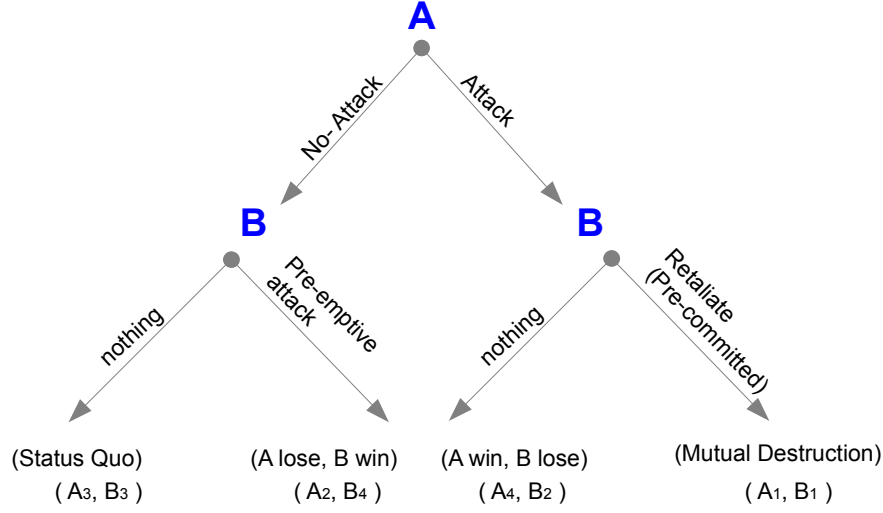 A
No- Attack
Attack
B
B
nothing
Pre-emptive
attack
nothing
Retaliate
(Pre-committed)
(Status Quo)
(A lose, B win)
(A win, B lose)
(Mutual Destruction)
( A₃, B₃ )
( A₂, B₄ )
( A₄, B₂ )
( A₁, B₁ )